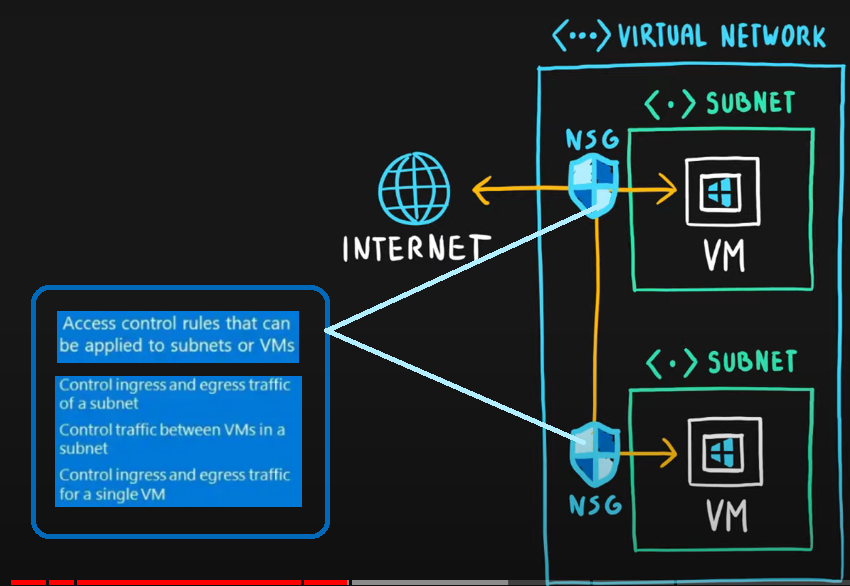 <···> VIRTUAL NETWORK
<·> SUBNET
NSG
INTERNET
VM
Access control rules that can
be applied to subnets or VMs
Control ingress and egress traffic
of a subnet
Control traffic between VMs in a
subnet
Control ingress and egress traffic
for a single VM
<·> SUBNET
NSG
VM